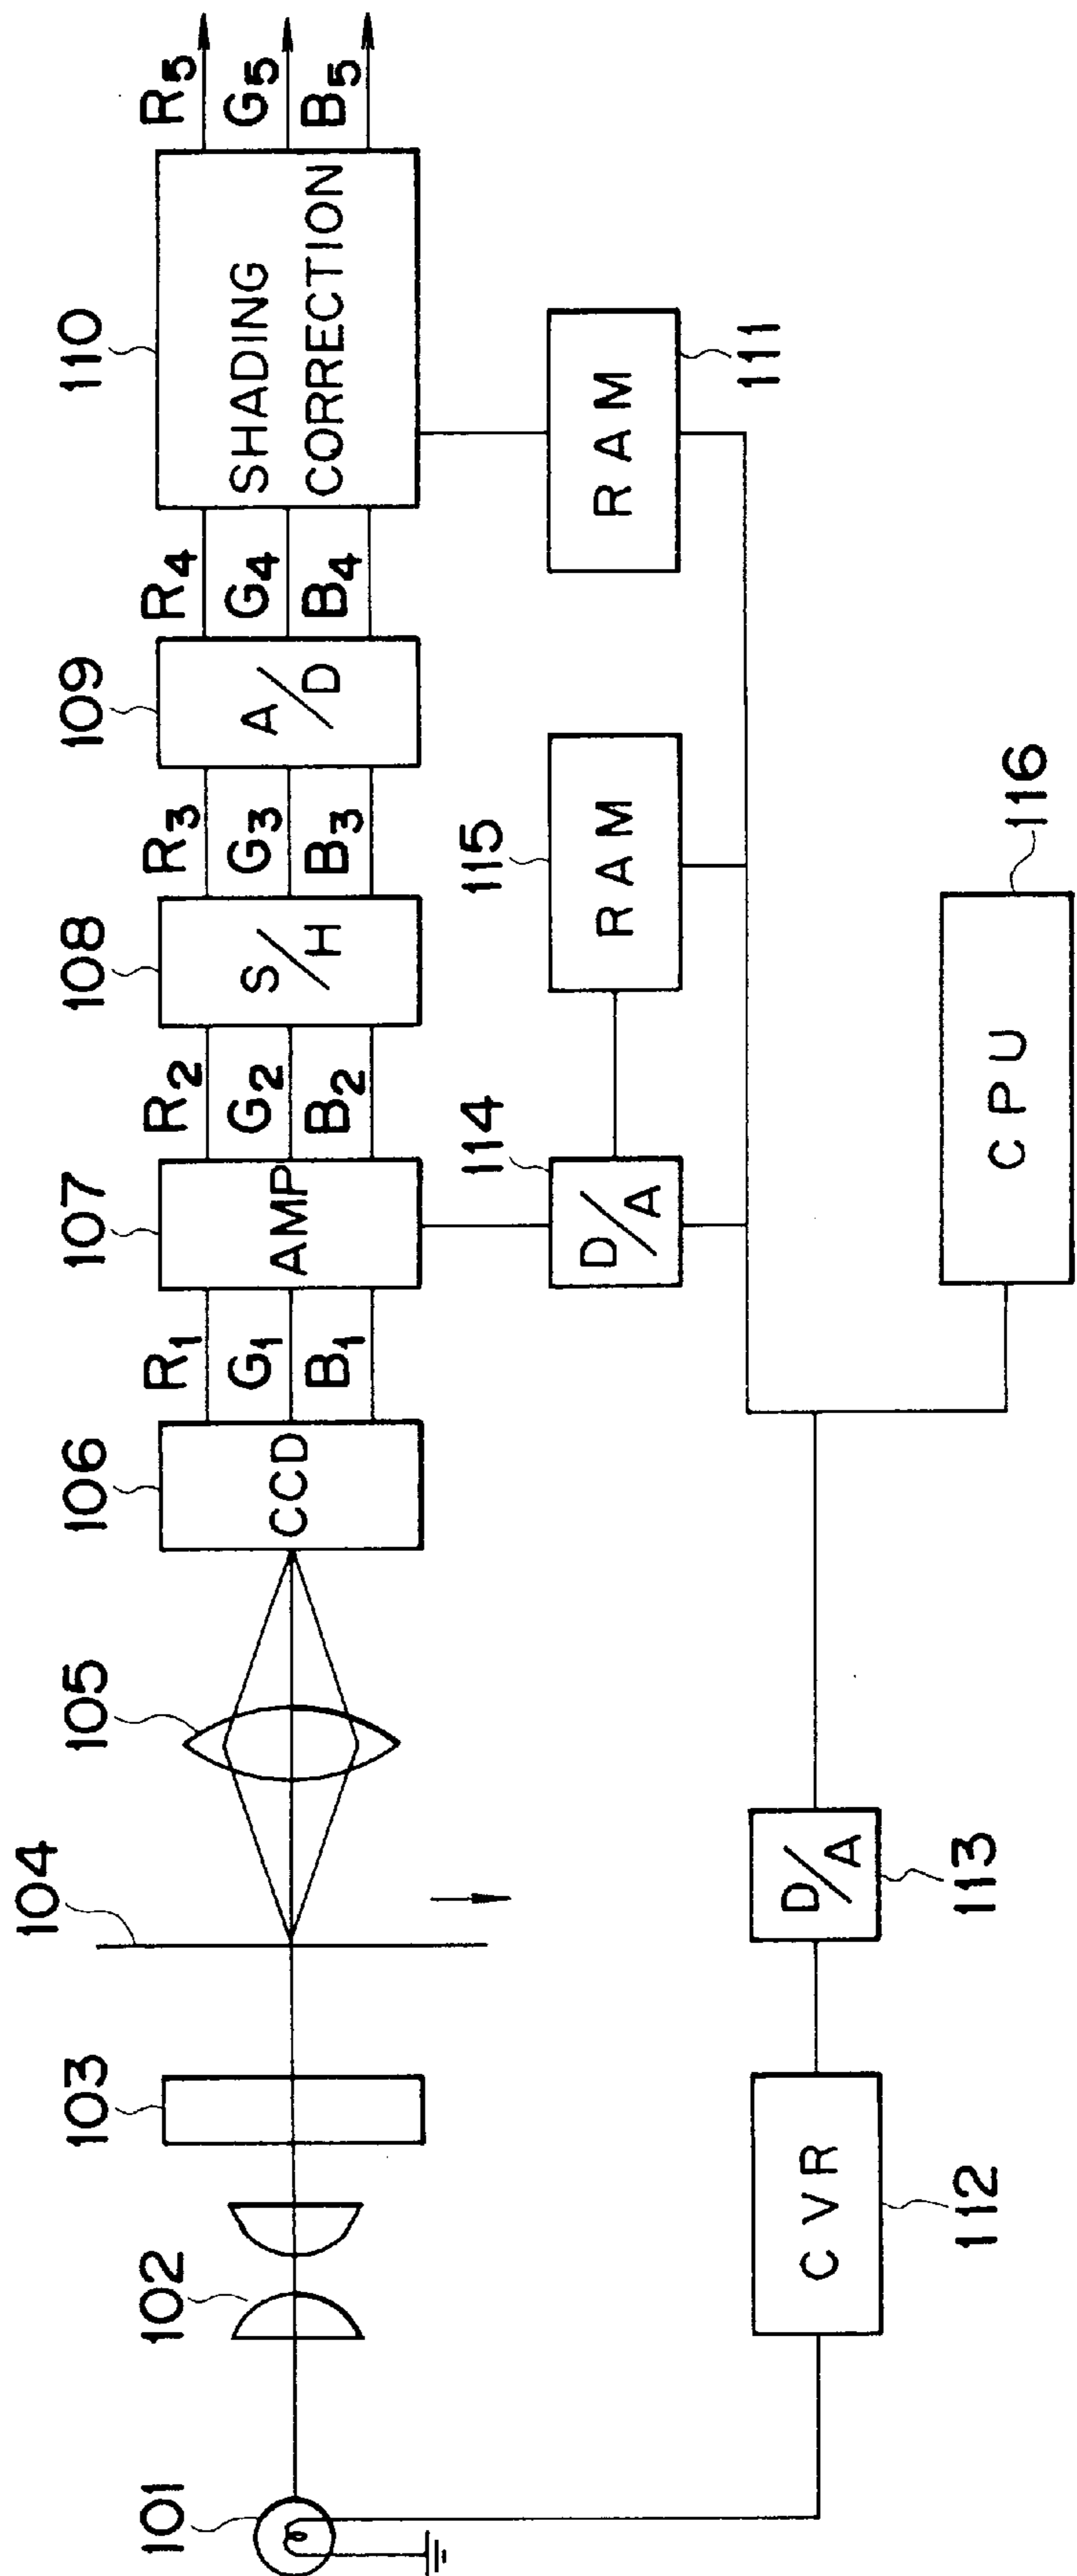 101
102
103
104
105
106
107
108
109
110
CCD
R1
G1
B1
AMP
R2
G2
B2
S/H
R3
G3
B3
A/D
R4
G4
B4
SHADING
CORRECTION
R5
G5
B5
114
D/A
115
RAM
RAM
111
CVR
112
D/A
113
CPU
116